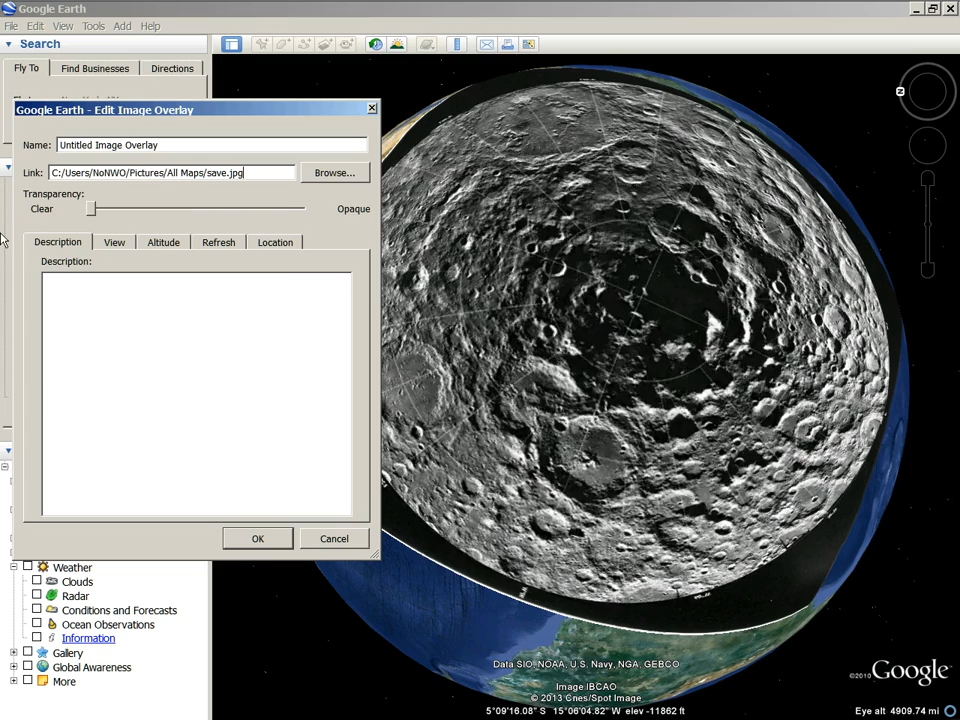 Google Earth
File Edit View Tools Add Help
Search
Fly To Find Businesses Directions
Google Earth - Edit Image Overlay
Name: Untitled Image Overlay
Link: C:/Users/NoNWO/Pictures/All Maps/save.jpg Browse...
Transparency:
Clear Opaque
Description View Altitude Refresh Location
Description:
OK Cancel
Weather
Clouds
Radar
Conditions and Forecasts
Ocean Observations
Information
Gallery
Global Awareness
More
Data SIO, NOAA, U.S. Navy, NGA, GEBCO
Image IBCAO
© 2013 Cnes/Spot Image
©2010 Google
5°09'16.08" S 15°06'04.82" W elev -11862 ft
Eye alt 4909.74 mi